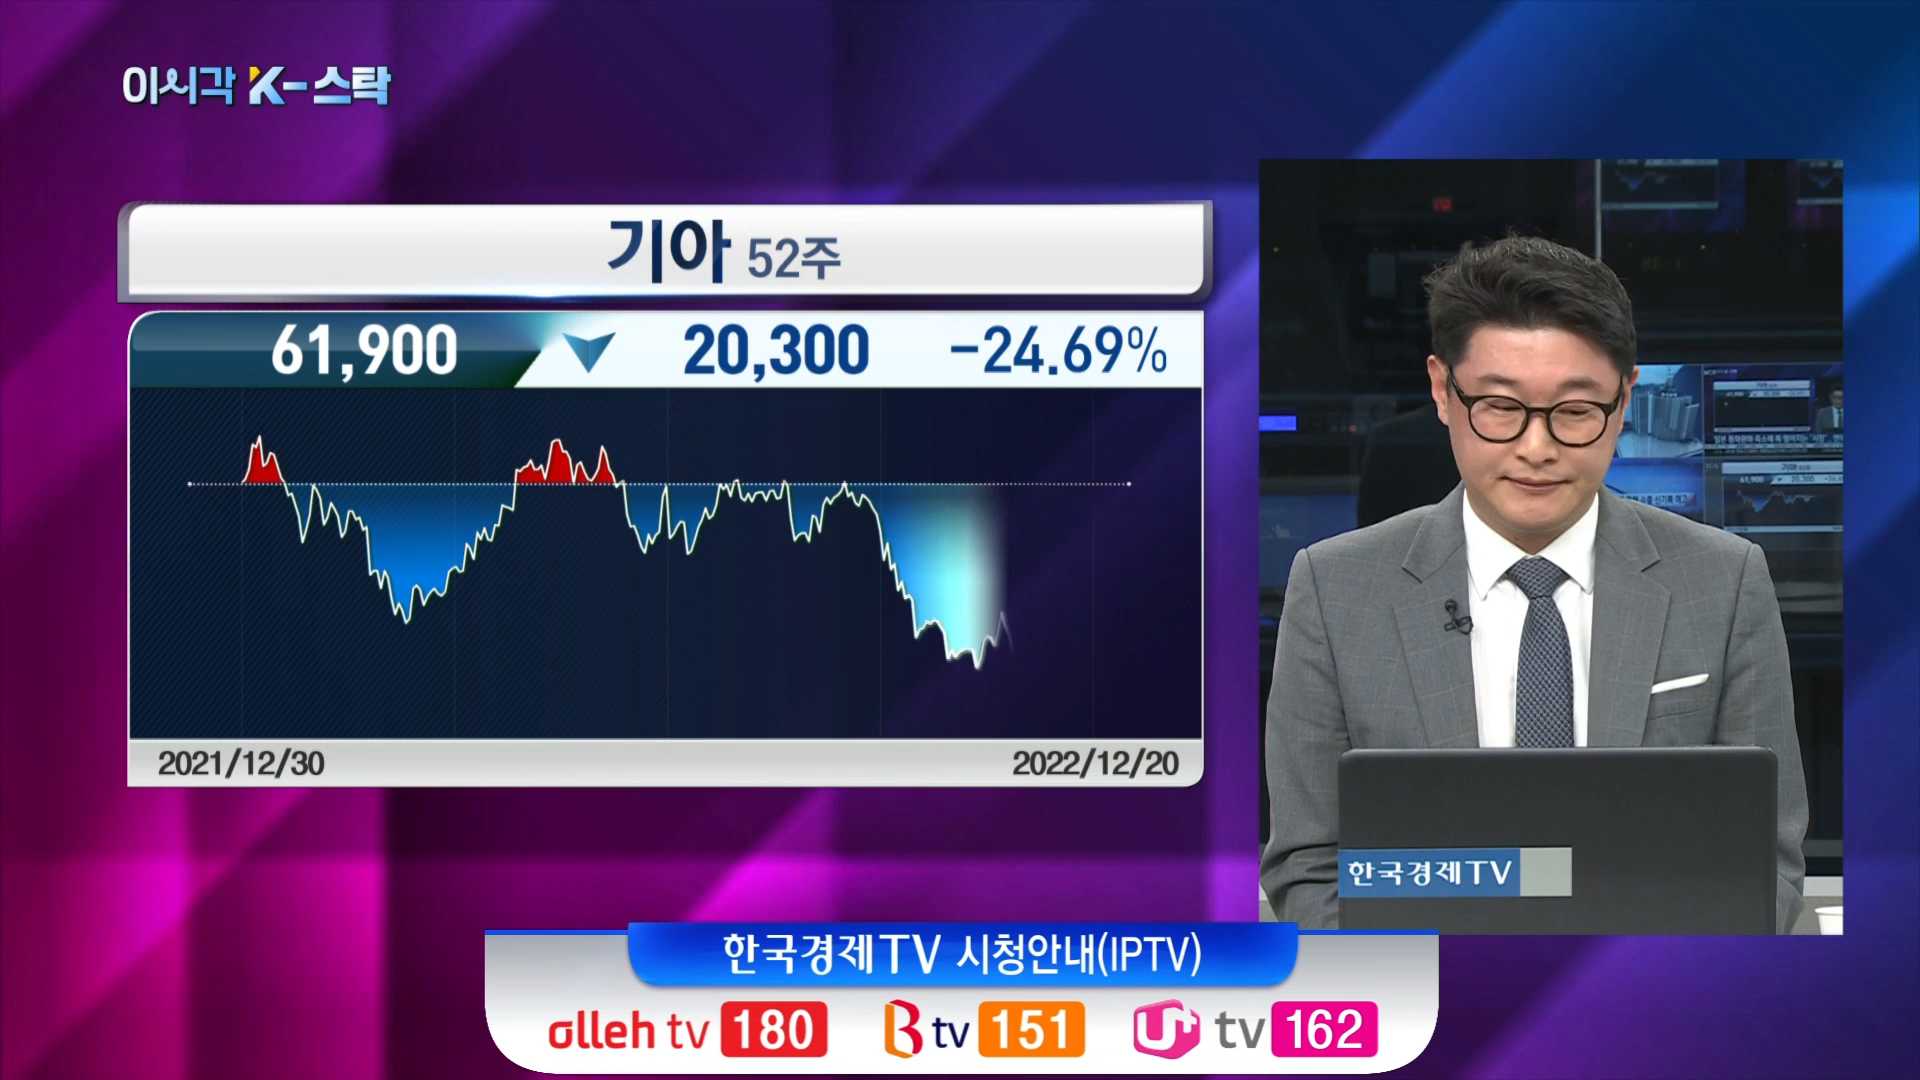 이시각 K-스탁
기아 52주
61,900 20,300 -24.69%
2021/12/30 2022/12/20
한국경제TV
한국경제TV 시청안내(IPTV)
olleh tv 180 B tv 151 U+ tv 162